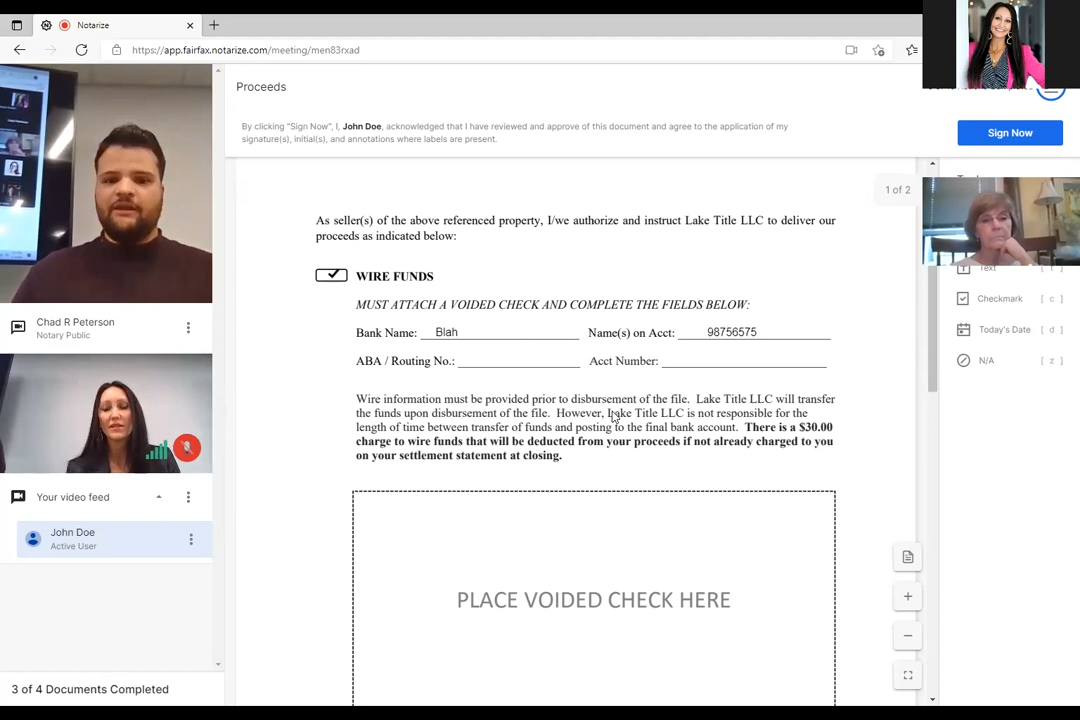 Notarize
https://app.fairfax.notarize.com/meeting/men83rxad
Proceeds
By clicking "Sign Now", I, John Doe, acknowledged that I have reviewed and approve of this document and agree to the application of my
signature(s), initial(s), and annotations where labels are present.
Sign Now
1 of 2
As seller(s) of the above referenced property, I/we authorize and instruct Lake Title LLC to deliver our
proceeds as indicated below:
WIRE FUNDS
MUST ATTACH A VOIDED CHECK AND COMPLETE THE FIELDS BELOW:
Bank Name: Blah Name(s) on Acct: 98756575
ABA / Routing No.: Acct Number:
Wire information must be provided prior to disbursement of the file. Lake Title LLC will transfer
the funds upon disbursement of the file. However, Lake Title LLC is not responsible for the
length of time between transfer of funds and posting to the final bank account. There is a $30.00
charge to wire funds that will be deducted from your proceeds if not already charged to you
on your settlement statement at closing.
PLACE VOIDED CHECK HERE
Chad R Peterson
Notary Public
Your video feed
John Doe
Active User
3 of 4 Documents Completed
Text [ t ]
Checkmark [ c ]
Today's Date [ d ]
N/A [ z ]